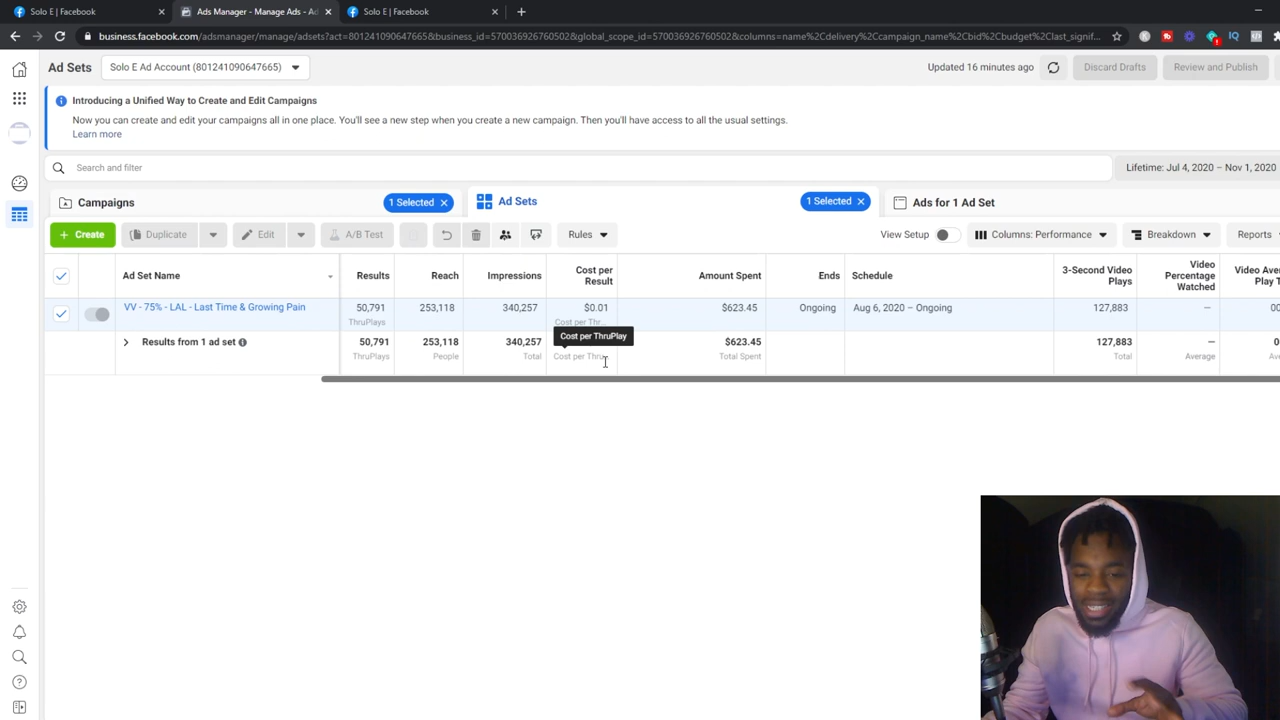 Solo E | Facebook
Ads Manager - Manage Ads - Ad
Solo E | Facebook
business.facebook.com/adsmanager/manage/adsets?act=801241090647665&business_id=570036926760502&global_scope_id=570036926760502&columns=name%2Cdelivery%2Ccampaign_name%2Cbid%2Cbudget%2Clast_signif...
Ad Sets
Solo E Ad Account (801241090647665)
Updated 16 minutes ago
Discard Drafts
Review and Publish
Introducing a Unified Way to Create and Edit Campaigns
Now you can create and edit your campaigns all in one place. You'll see a new step when you create a new campaign. Then you'll have access to all the usual settings.
Learn more
Search and filter
Lifetime: Jul 4, 2020 – Nov 1, 2020
Campaigns
1 Selected
Ad Sets
1 Selected
Ads for 1 Ad Set
+ Create
Duplicate
Edit
A/B Test
Rules
View Setup
Columns: Performance
Breakdown
Reports
Ad Set Name
Results
Reach
Impressions
Cost per
Result
Amount Spent
Ends
Schedule
3-Second Video
Plays
Video
Percentage
Watched
Video Aver
Play T
VV - 75% - LAL - Last Time & Growing Pain
50,791
ThruPlays
253,118
340,257
$0.01
Cost per Thr...
$623.45
Ongoing
Aug 6, 2020 – Ongoing
127,883
—
00
Cost per ThruPlay
Results from 1 ad set
50,791
ThruPlays
253,118
People
340,257
Total
Cost per Thru
$623.45
Total Spent
127,883
Total
—
Average
0